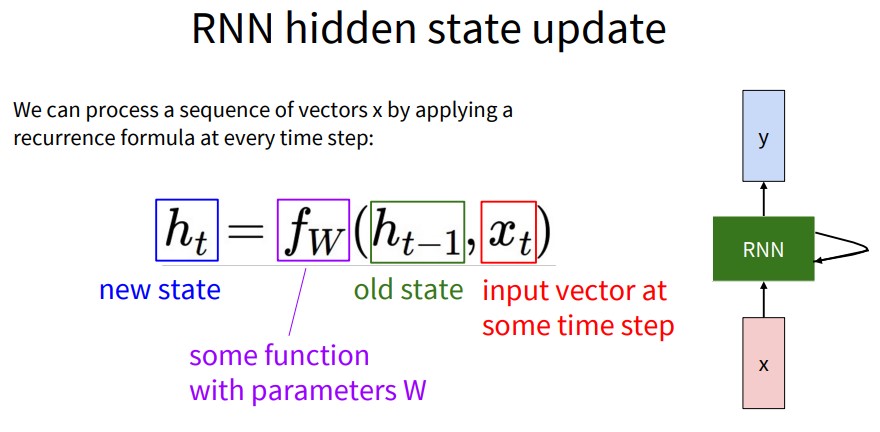 RNN hidden state update
We can process a sequence of vectors x by applying a
recurrence formula at every time step:
h_t = f_W(h_{t-1}, x_t)
new state
old state
input vector at
some time step
some function
with parameters W
y
RNN
x